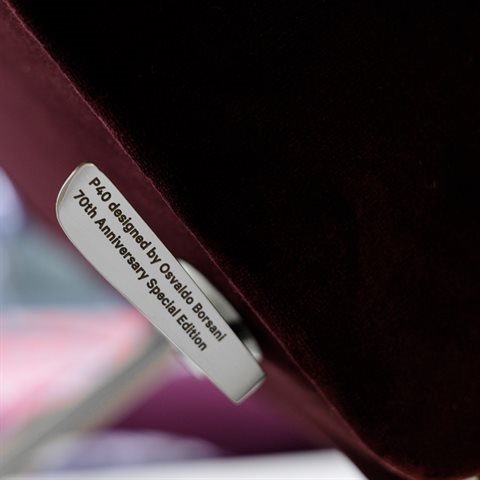 P40 designed by Osvaldo Borsani
70th Anniversary Special Edition